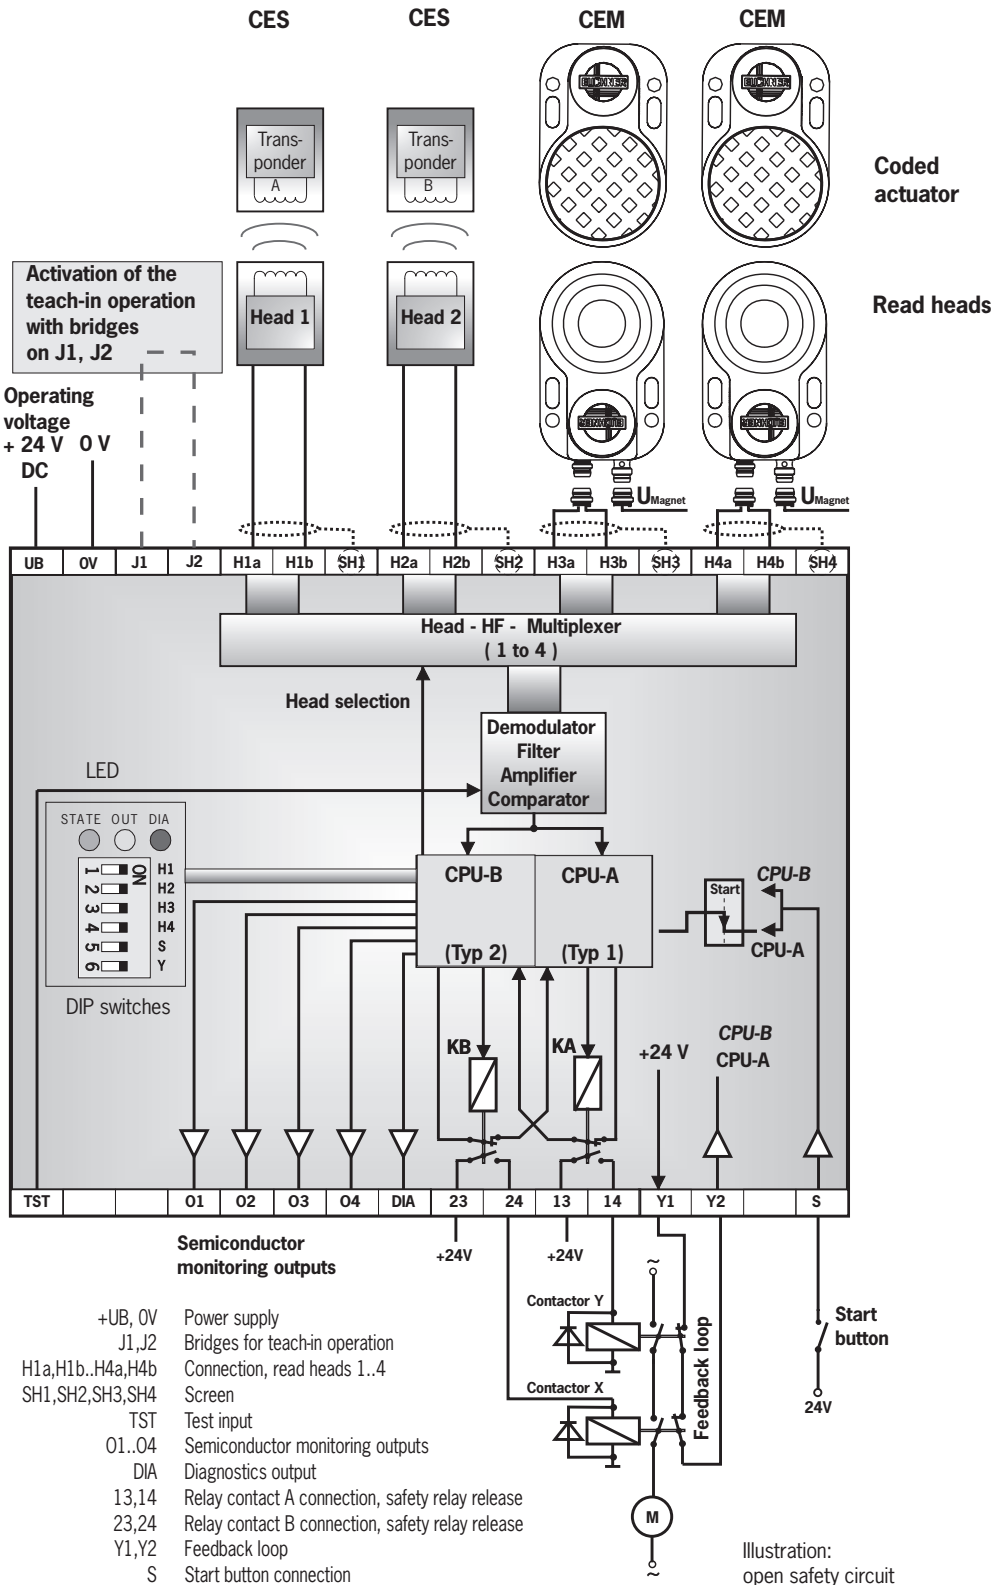 CES CES CEM CEM
Trans-
ponder
A
Trans-
ponder
B
Coded
actuator
Activation of the
teach-in operation
with bridges
on J1, J2
Head 1 Head 2
Read heads
Operating
voltage
+ 24 V 0 V
DC
EUCHNER EUCHNER
UMagnet UMagnet
UB 0V J1 J2 H1a H1b SH1 H2a H2b SH2 H3a H3b SH3 H4a H4b SH4
Head - HF - Multiplexer
( 1 to 4 )
Head selection
Demodulator
Filter
Amplifier
Comparator
LED
STATE OUT DIA
1 ON H1
2 H2
3 H3
4 H4
5 S
6 Y
DIP switches
CPU-B CPU-A
(Typ 2) (Typ 1)
Start
CPU-B
CPU-A
KB KA
+24 V
CPU-B
CPU-A
TST O1 O2 O3 O4 DIA 23 24 13 14 Y1 Y2 S
Semiconductor
monitoring outputs
+24V +24V
~
Contactor Y
Contactor X
Feedback loop
Start
button
24V
M
~
+UB, 0V Power supply
J1,J2 Bridges for teach-in operation
H1a,H1b..H4a,H4b Connection, read heads 1..4
SH1,SH2,SH3,SH4 Screen
TST Test input
O1..O4 Semiconductor monitoring outputs
DIA Diagnostics output
13,14 Relay contact A connection, safety relay release
23,24 Relay contact B connection, safety relay release
Y1,Y2 Feedback loop
S Start button connection
Illustration:
open safety circuit